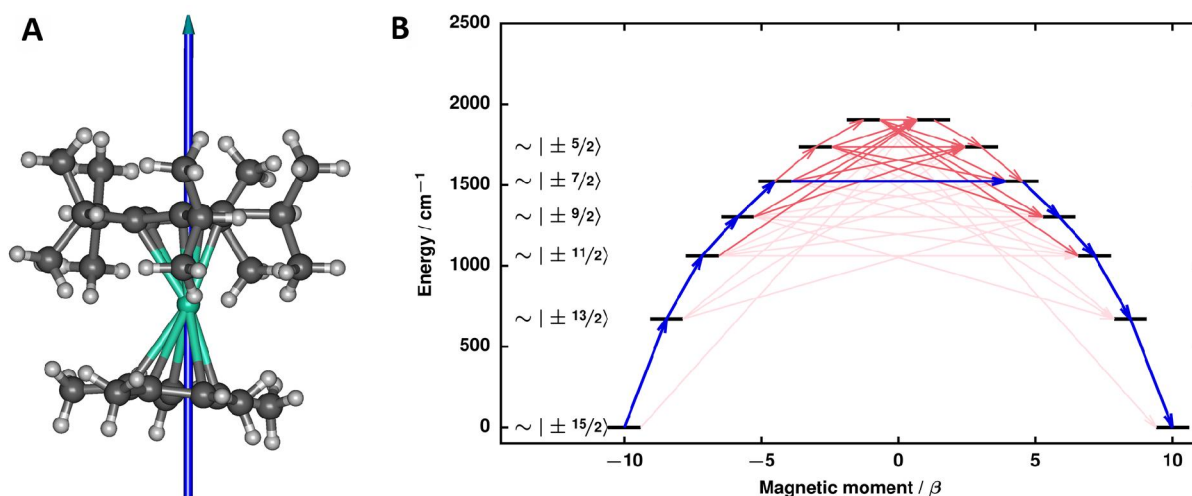 A
B
2500
2000
1500
1000
500
0
Energy / cm⁻¹
∼ | ± 5/2⟩
∼ | ± 7/2⟩
∼ | ± 9/2⟩
∼ | ± 11/2⟩
∼ | ± 13/2⟩
∼ | ± 15/2⟩
−10
−5
0
5
10
Magnetic moment / β